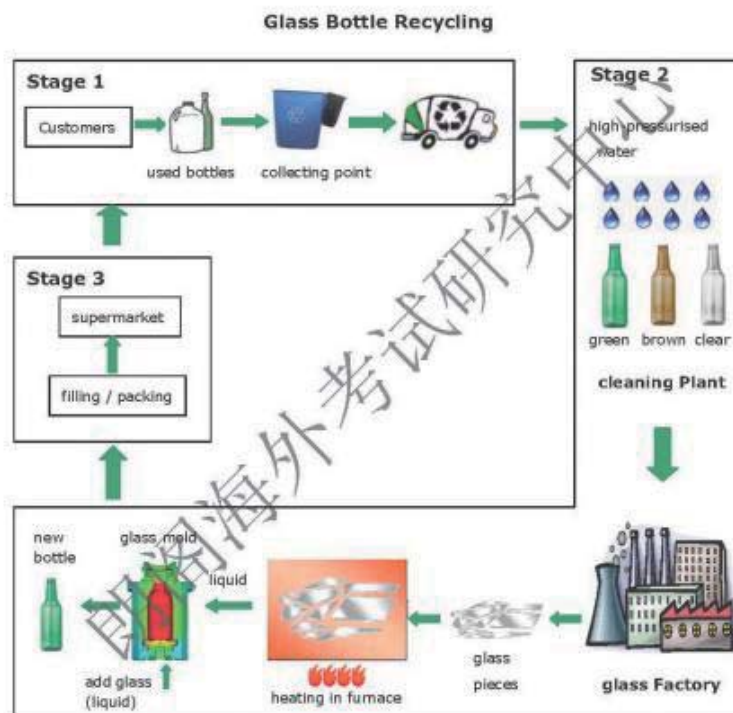 Glass Bottle Recycling
Stage 1
Customers
used bottles
collecting point
Stage 2
high-pressurised
water
green
brown
clear
cleaning Plant
Stage 3
supermarket
filling / packing
new
bottle
glass mold
liquid
add glass
(liquid)
heating in furnace
glass
pieces
glass Factory
朗阁海外考试研究中心